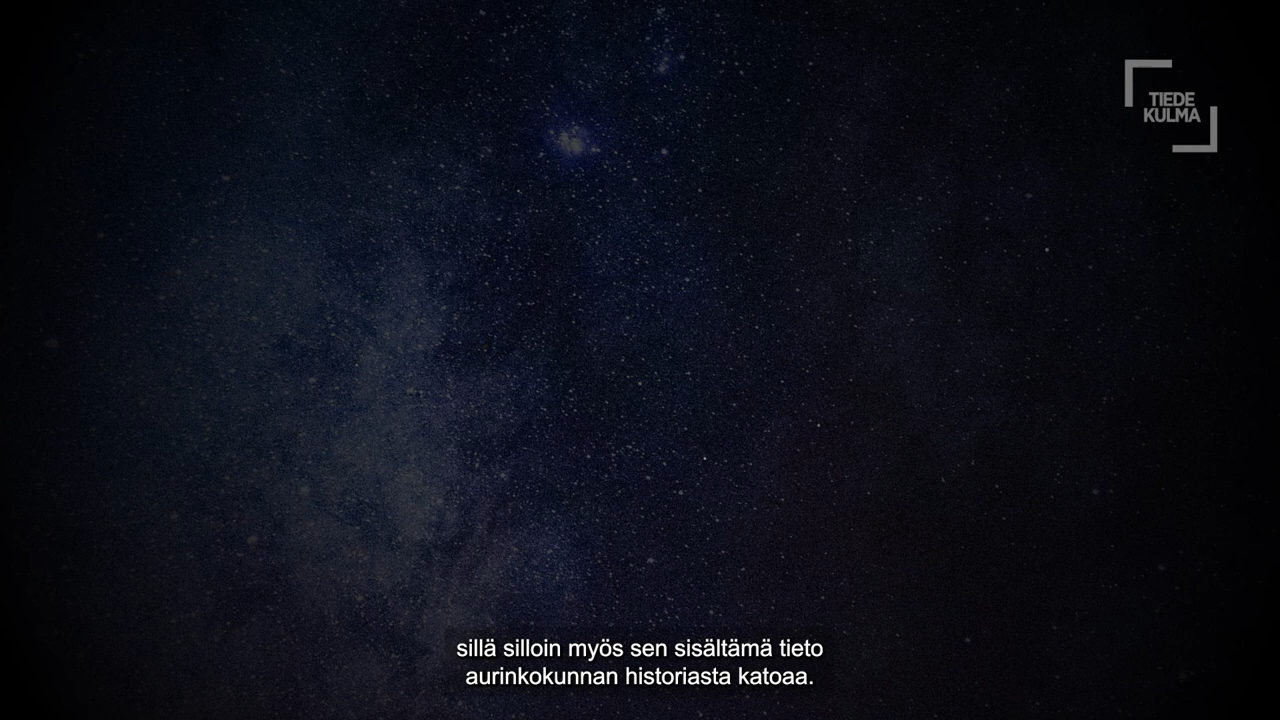 TIEDE
KULMA
sillä silloin myös sen sisältämä tieto
aurinkokunnan historiasta katoaa.